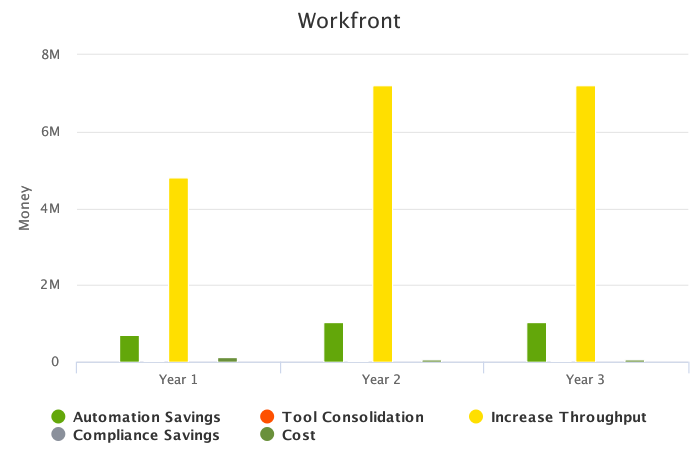 Workfront
8M
6M
4M
2M
0
Money
Year 1 Year 2 Year 3
Automation Savings Tool Consolidation Increase Throughput
Compliance Savings Cost